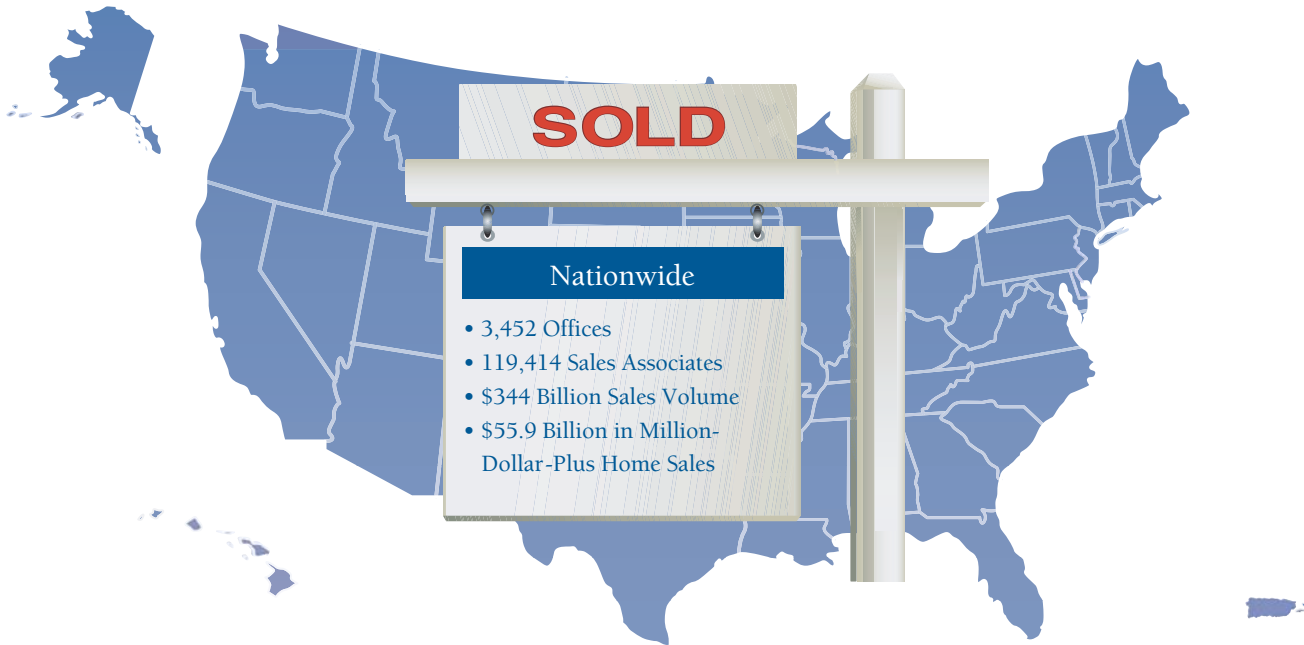 SOLD
Nationwide
• 3,452 Offices
• 119,414 Sales Associates
• $344 Billion Sales Volume
• $55.9 Billion in Million-
Dollar-Plus Home Sales